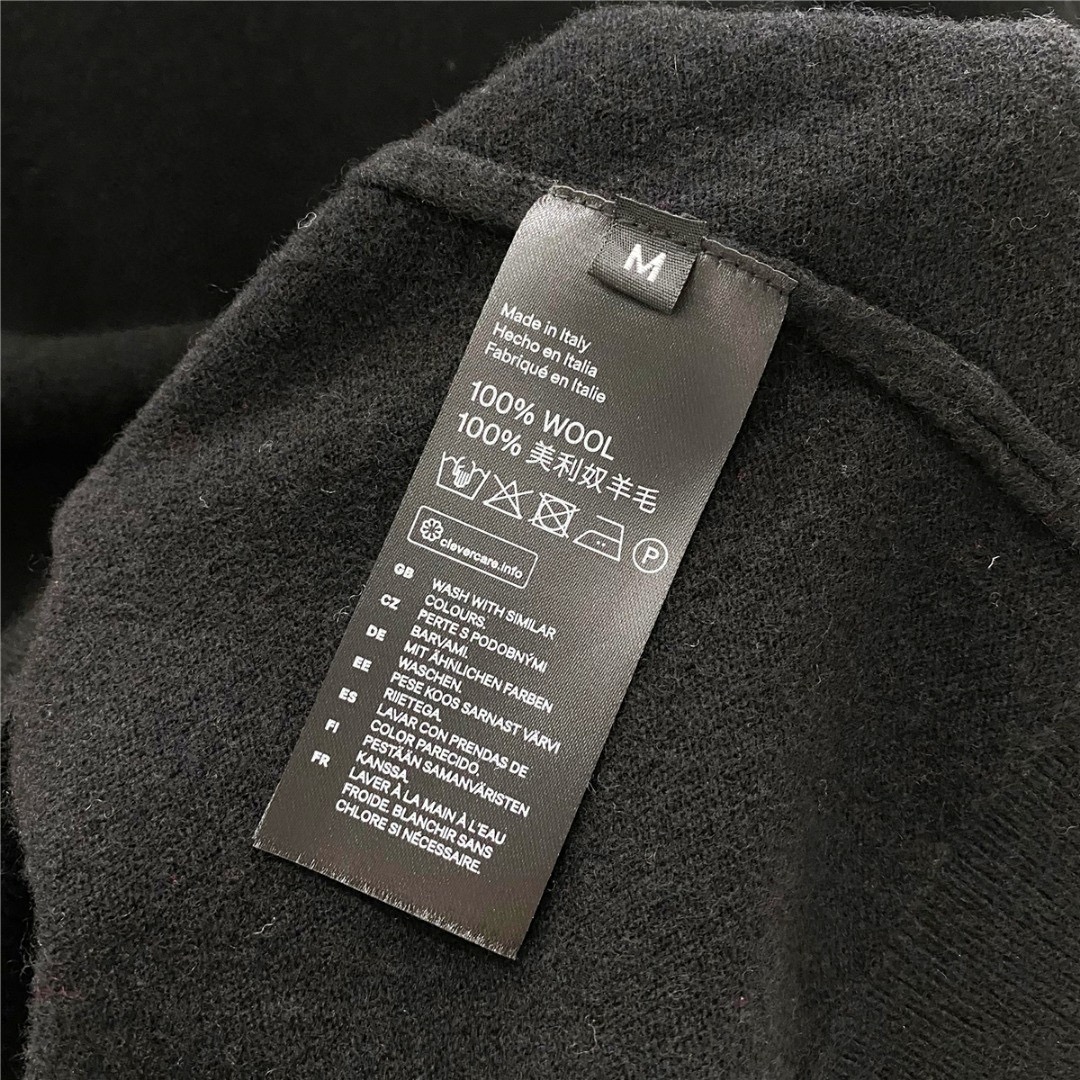 M
Made in Italy
Hecho en Italia
Fabriqué en Italie
100% WOOL
100% 美利奴羊毛
P
clevercare.info
GB WASH WITH SIMILAR
COLOURS.
CZ PERTE S PODOBNÝMI
BARVAMI.
DE MIT ÄHNLICHEN FARBEN
WASCHEN.
EE PESE KOOS SARNAST VÄRVI
RIIETEGA.
ES LAVAR CON PRENDAS DE
COLOR PARECIDO.
FI PESTÄÄN SAMANVÄRISTEN
KANSSA.
FR LAVER À LA MAIN À L'EAU
FROIDE. BLANCHIR SANS
CHLORE SI NÉCESSAIRE.